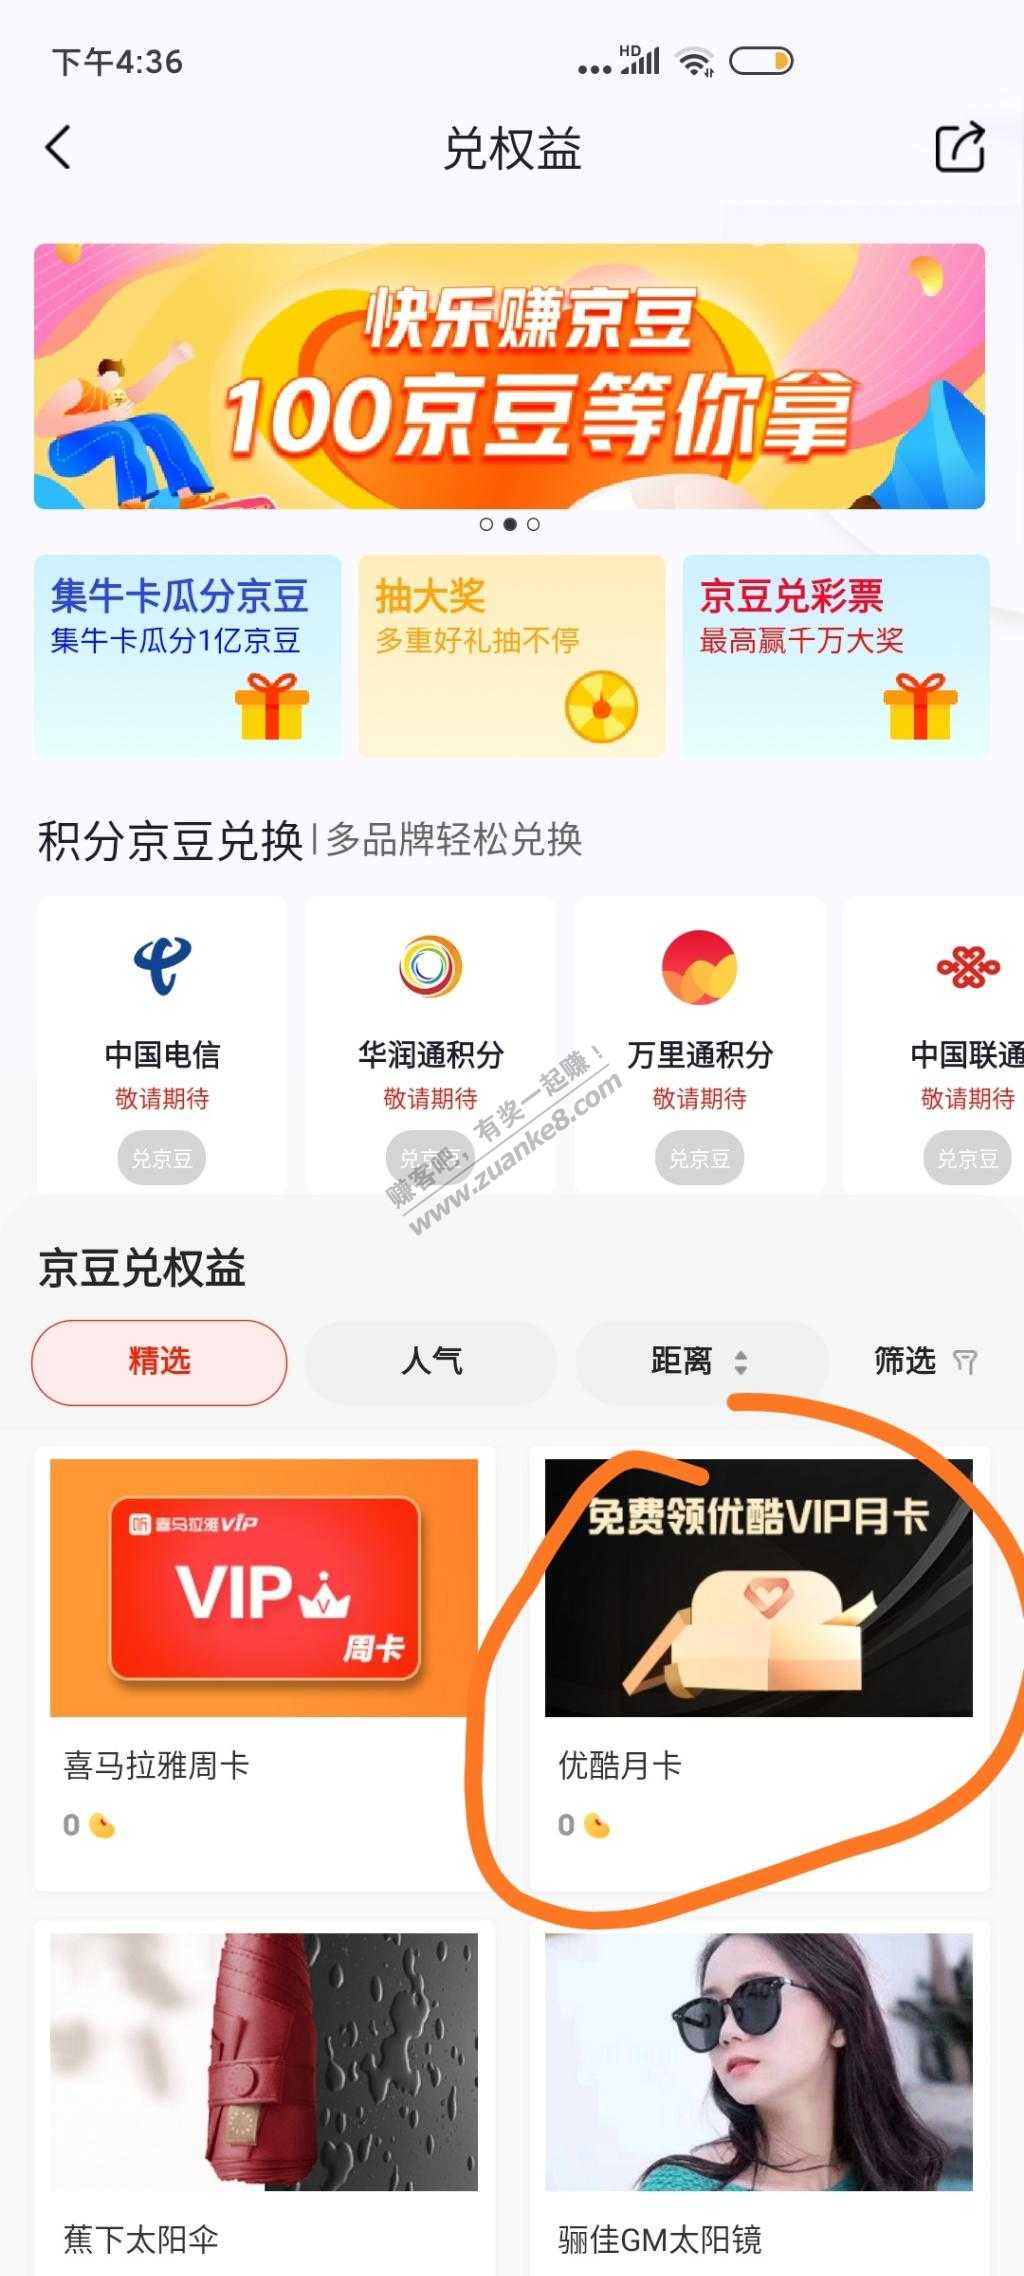 下午4:36
HD
兑权益
快乐赚京豆
100京豆等你拿
集牛卡瓜分京豆
集牛卡瓜分1亿京豆
抽大奖
多重好礼抽不停
京豆兑彩票
最高赢千万大奖
积分京豆兑换|多品牌轻松兑换
中国电信
敬请期待
兑京豆
华润通积分
敬请期待
兑京豆
万里通积分
敬请期待
兑京豆
中国联通
敬请期待
兑京豆
赚客吧，有奖一起赚！
www.zuanke8.com
京豆兑权益
精选
人气
距离
筛选
听 喜马拉雅VIP
VIP
周卡
喜马拉雅周卡
0
免费领优酷VIP月卡
优酷月卡
0
蕉下太阳伞
骊佳GM太阳镜